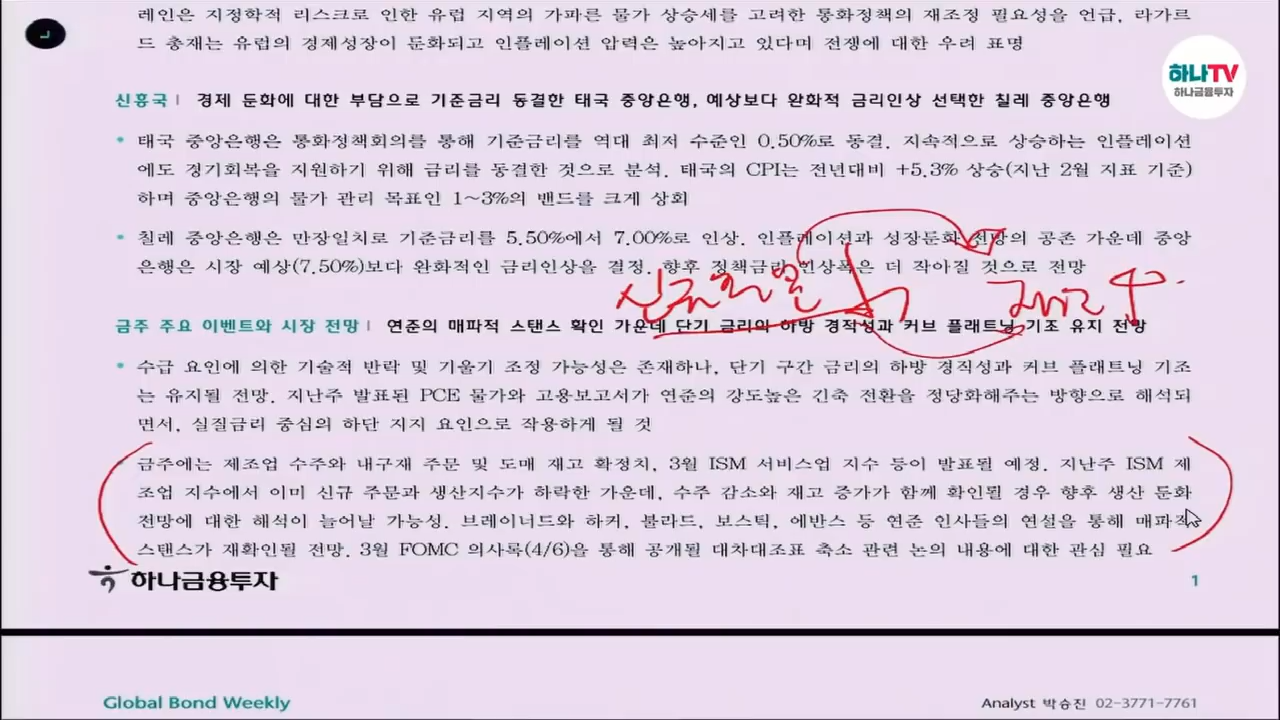 레인은 지정학적 리스크로 인한 유럽 지역의 가파른 물가 상승세를 고려한 통화정책의 재조정 필요성을 언급, 라가르
드 총재는 유럽의 경제성장이 둔화되고 인플레이션 압력은 높아지고 있다며 전쟁에 대한 우려 표명
하나TV
하나금융투자
신흥국 | 경제 둔화에 대한 부담으로 기준금리 동결한 태국 중앙은행, 예상보다 완화적 금리인상 선택한 칠레 중앙은행
• 태국 중앙은행은 통화정책회의를 통해 기준금리를 역대 최저 수준인 0.50%로 동결. 지속적으로 상승하는 인플레이션
에도 경기회복을 지원하기 위해 금리를 동결한 것으로 분석. 태국의 CPI는 전년대비 +5.3% 상승(지난 2월 지표 기준)
하며 중앙은행의 물가 관리 목표인 1~3%의 밴드를 크게 상회
• 칠레 중앙은행은 만장일치로 기준금리를 5.50%에서 7.00%로 인상. 인플레이션과 성장둔화 전망의 공존 가운데 중앙
은행은 시장 예상(7.50%)보다 완화적인 금리인상을 결정. 향후 정책금리 인상폭은 더 작아질 것으로 전망
재고
금주 주요 이벤트와 시장 전망 | 연준의 매파적 스탠스 확인 가운데 단기 금리의 하방 경직성과 커브 플래트닝 기조 유지 전망
• 수급 요인에 의한 기술적 반락 및 기울기 조정 가능성은 존재하나, 단기 구간 금리의 하방 경직성과 커브 플래트닝 기조
는 유지될 전망. 지난주 발표된 PCE 물가와 고용보고서가 연준의 강도높은 긴축 전환을 정당화해주는 방향으로 해석되
면서, 실질금리 중심의 하단 지지 요인으로 작용하게 될 것
• 금주에는 제조업 수주와 내구재 주문 및 도매 재고 확정치, 3월 ISM 서비스업 지수 등이 발표될 예정. 지난주 ISM 제
조업 지수에서 이미 신규 주문과 생산지수가 하락한 가운데, 수주 감소와 재고 증가가 함께 확인될 경우 향후 생산 둔화
전망에 대한 해석이 늘어날 가능성. 브레이너드와 하커, 불라드, 보스틱, 에반스 등 연준 인사들의 연설을 통해 매파적
스탠스가 재확인될 전망. 3월 FOMC 의사록(4/6)을 통해 공개될 대차대조표 축소 관련 논의 내용에 대한 관심 필요
하나금융투자
1
Global Bond Weekly
Analyst 박승진 02-3771-7761